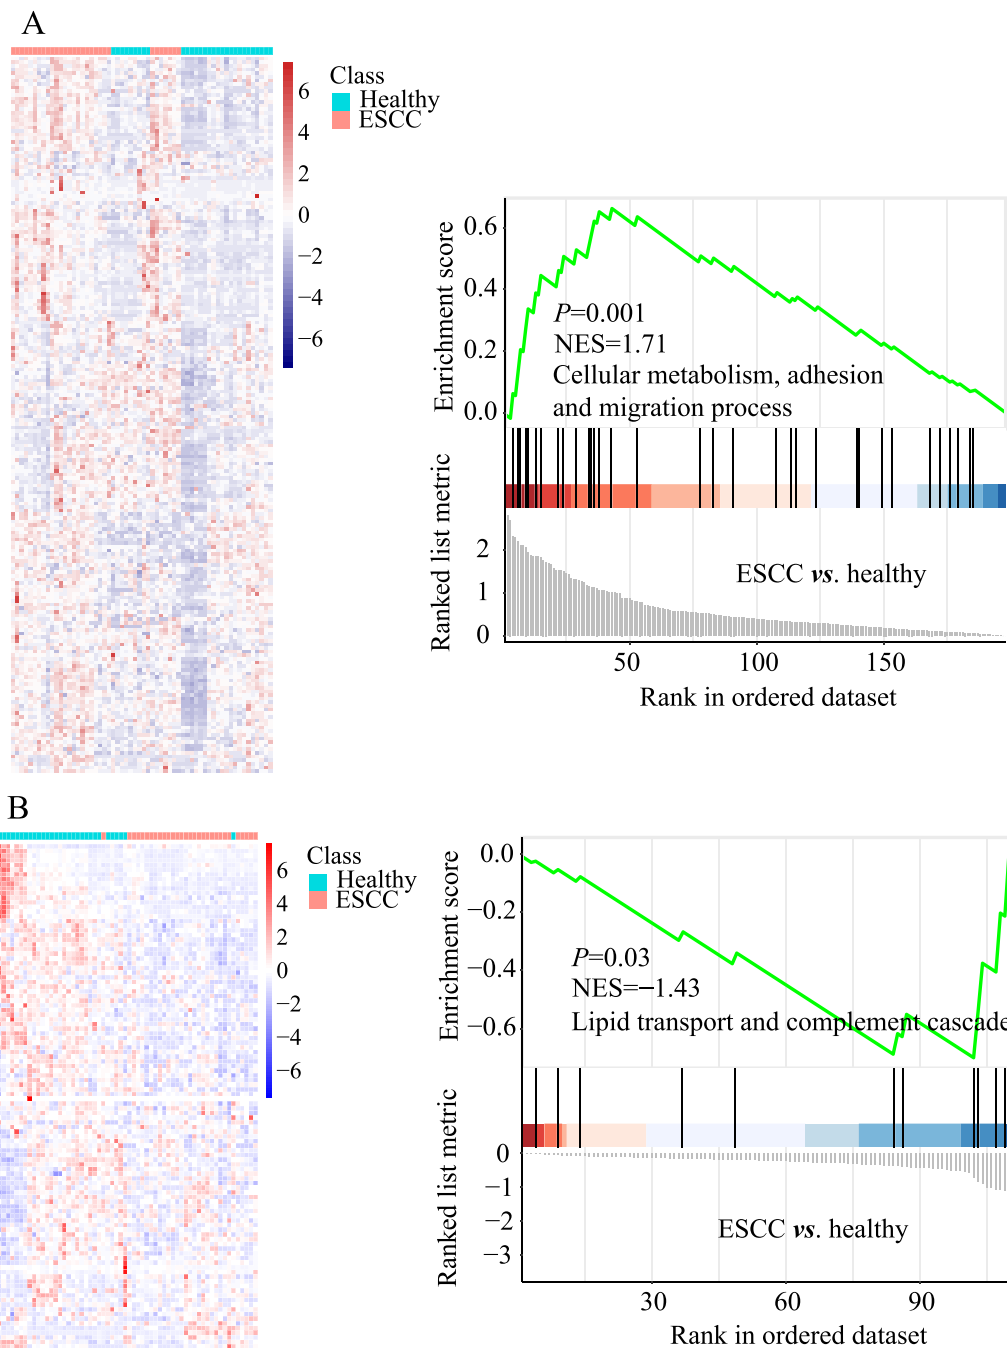 A
6
4
2
0
−2
−4
−6
Class
Healthy
ESCC
Enrichment score
0.6
0.4
0.2
0.0
P=0.001
NES=1.71
Cellular metabolism, adhesion
and migration process
Ranked list metric
2
1
0
ESCC vs. healthy
50
100
150
Rank in ordered dataset
B
6
4
2
0
−2
−4
−6
Class
Healthy
ESCC
Enrichment score
0.0
−0.2
−0.4
−0.6
P=0.03
NES=−1.43
Lipid transport and complement cascade
Ranked list metric
0
−1
−2
−3
ESCC vs. healthy
30
60
90
Rank in ordered dataset